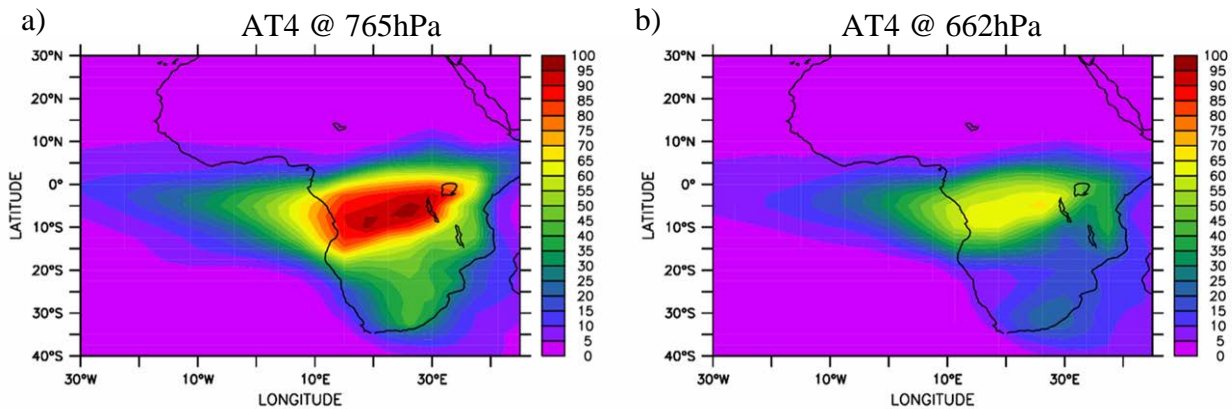 a)
AT4 @ 765hPa
30°N
20°N
10°N
0°
10°S
20°S
30°S
40°S
LATITUDE
30°W
10°W
10°E
30°E
LONGITUDE
100
95
90
85
80
75
70
65
60
55
50
45
40
35
30
25
20
15
10
5
0
b)
AT4 @ 662hPa
30°N
20°N
10°N
0°
10°S
20°S
30°S
40°S
LATITUDE
30°W
10°W
10°E
30°E
LONGITUDE
100
95
90
85
80
75
70
65
60
55
50
45
40
35
30
25
20
15
10
5
0